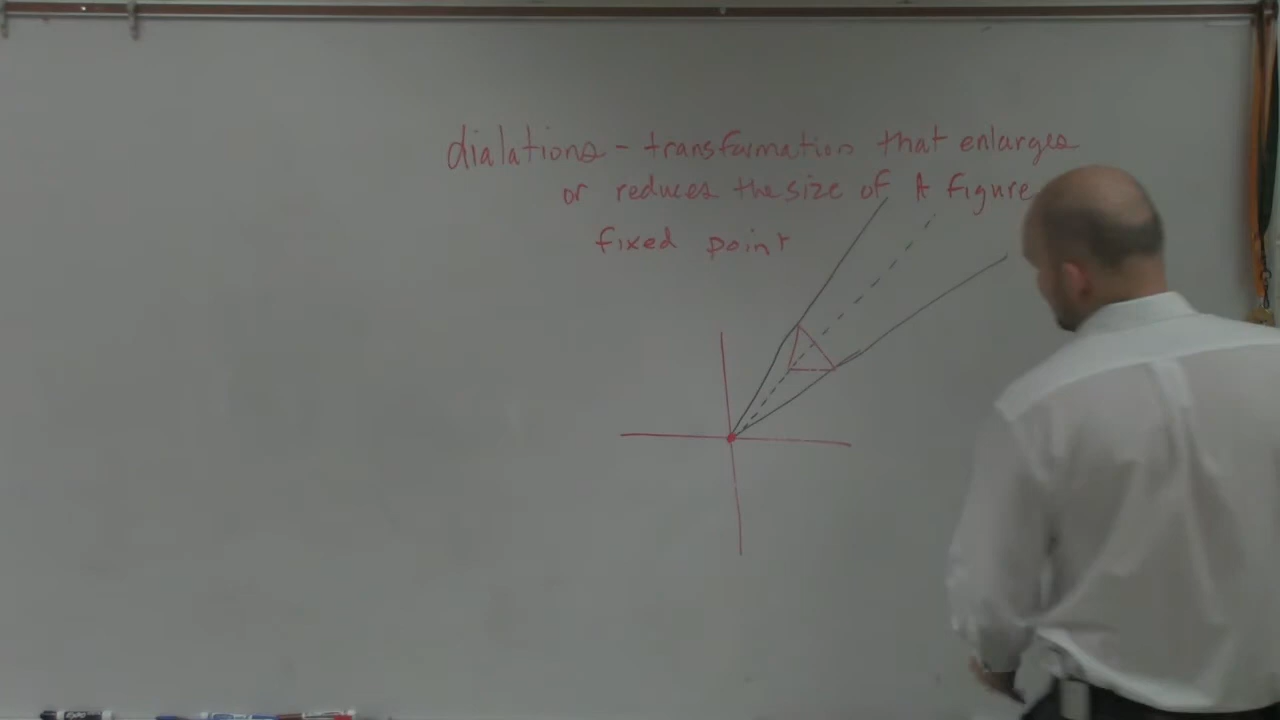 dialations - transformation that enlarges
or reduces the size of A figure
fixed point